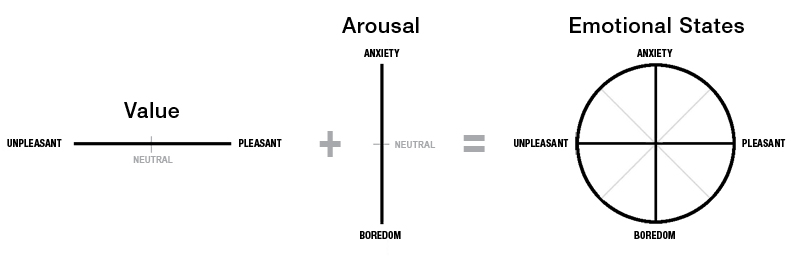 Value
UNPLEASANT
PLEASANT
NEUTRAL
+
Arousal
ANXIETY
NEUTRAL
BOREDOM
=
Emotional States
ANXIETY
UNPLEASANT
PLEASANT
BOREDOM